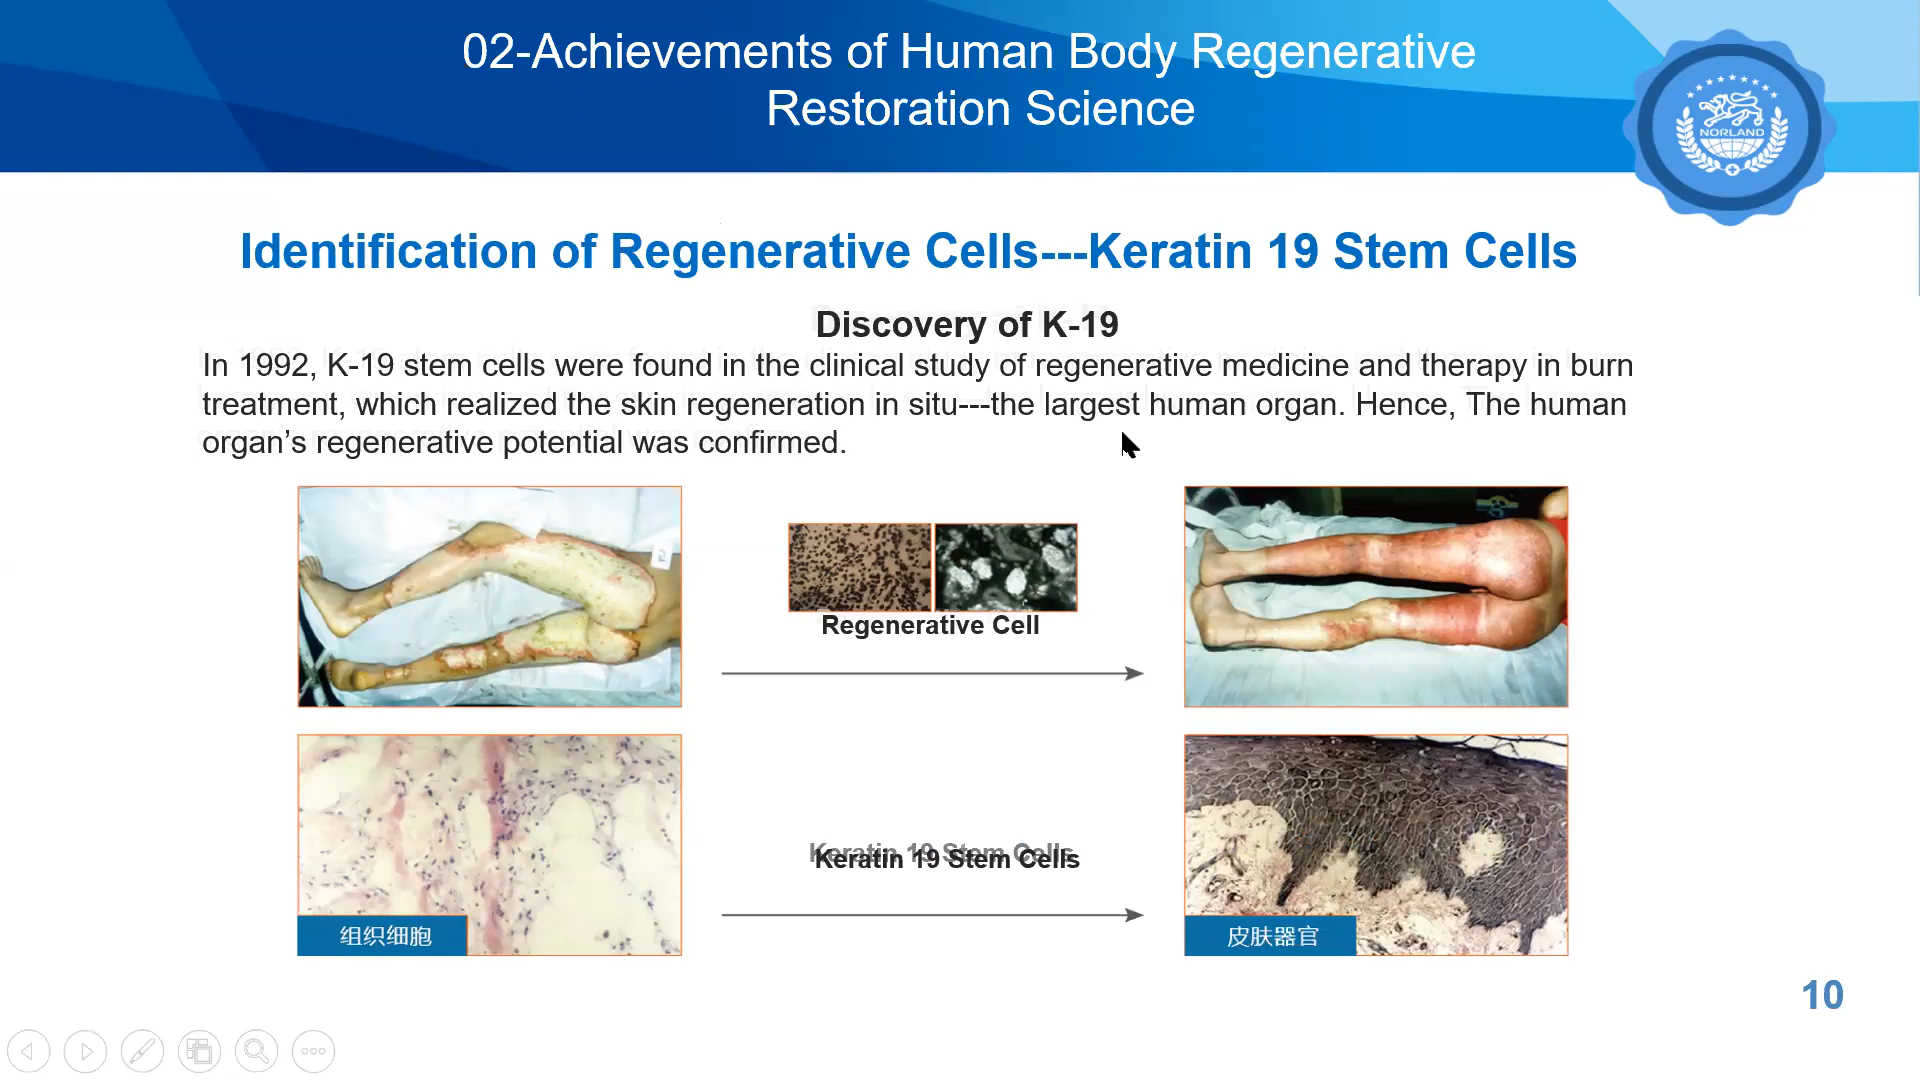 02-Achievements of Human Body Regenerative
Restoration Science
NORLAND
Identification of Regenerative Cells---Keratin 19 Stem Cells
Discovery of K-19
In 1992, K-19 stem cells were found in the clinical study of regenerative medicine and therapy in burn
treatment, which realized the skin regeneration in situ---the largest human organ. Hence, The human
organ’s regenerative potential was confirmed.
Regenerative Cell
Keratin 19 Stem Cells
组织细胞
皮肤器官
10